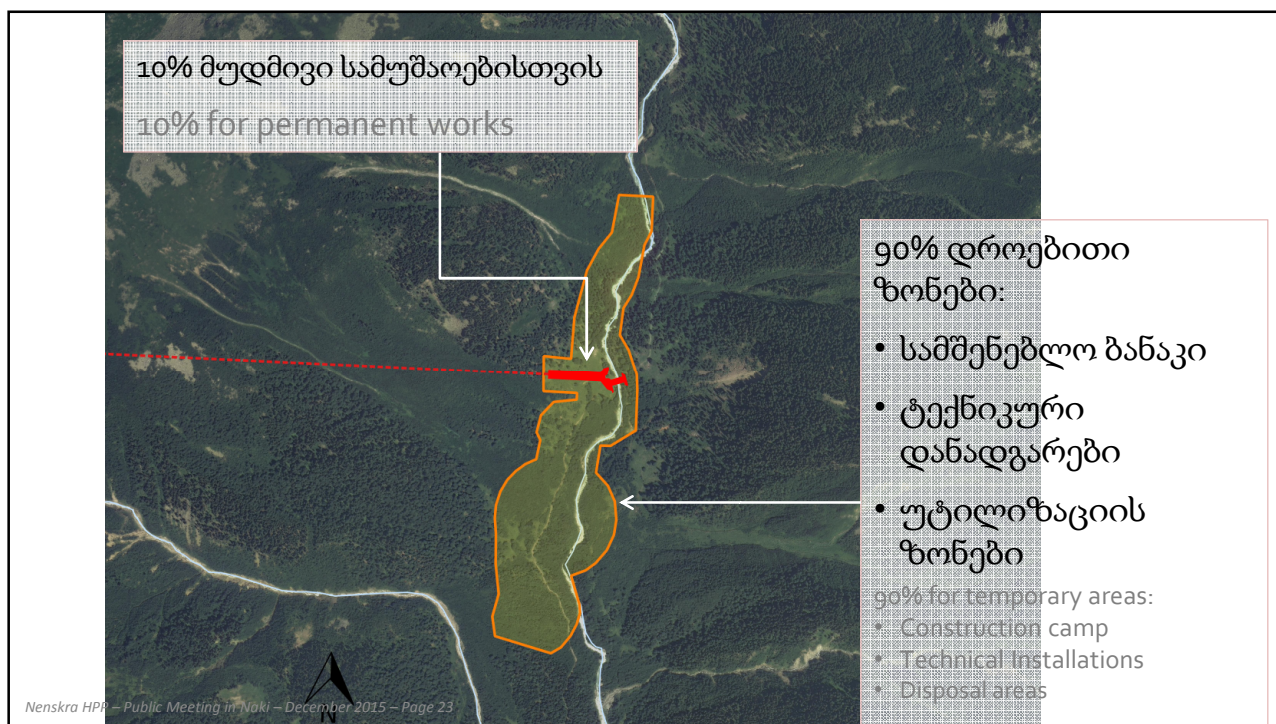 10% მუდმივი სამუშაოებისთვის
10% for permanent works
90% დროებითი
ზონები:
• სამშენებლო ბანაკი
• ტექნიკური
დანადგარები
• უტილიზაციის
ზონები
90% for temporary areas:
• Construction camp
• Technical Installations
• Disposal areas
N
Nenskra HPP – Public Meeting in Naki – December 2015 – Page 23